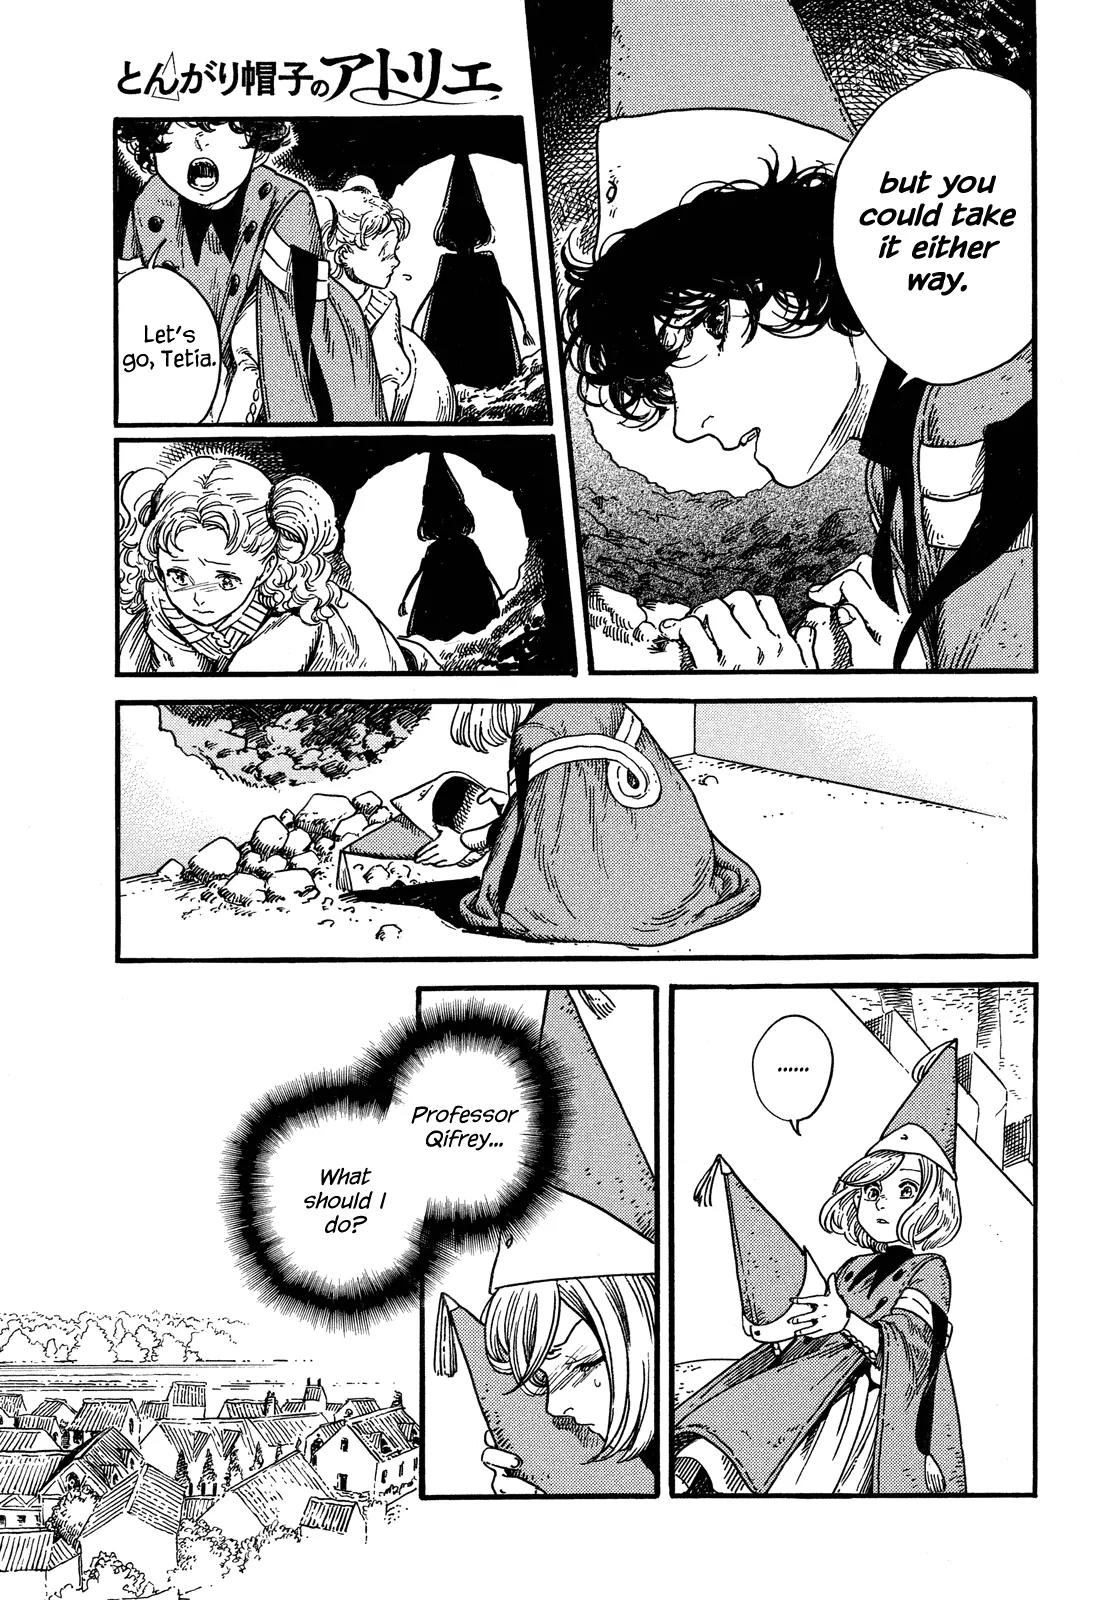 とんがり帽子のアトリエ
but you
could take
it either
way.
Let's
go, Tetia.
......
Professor
Qifrey...
What
should I
do?